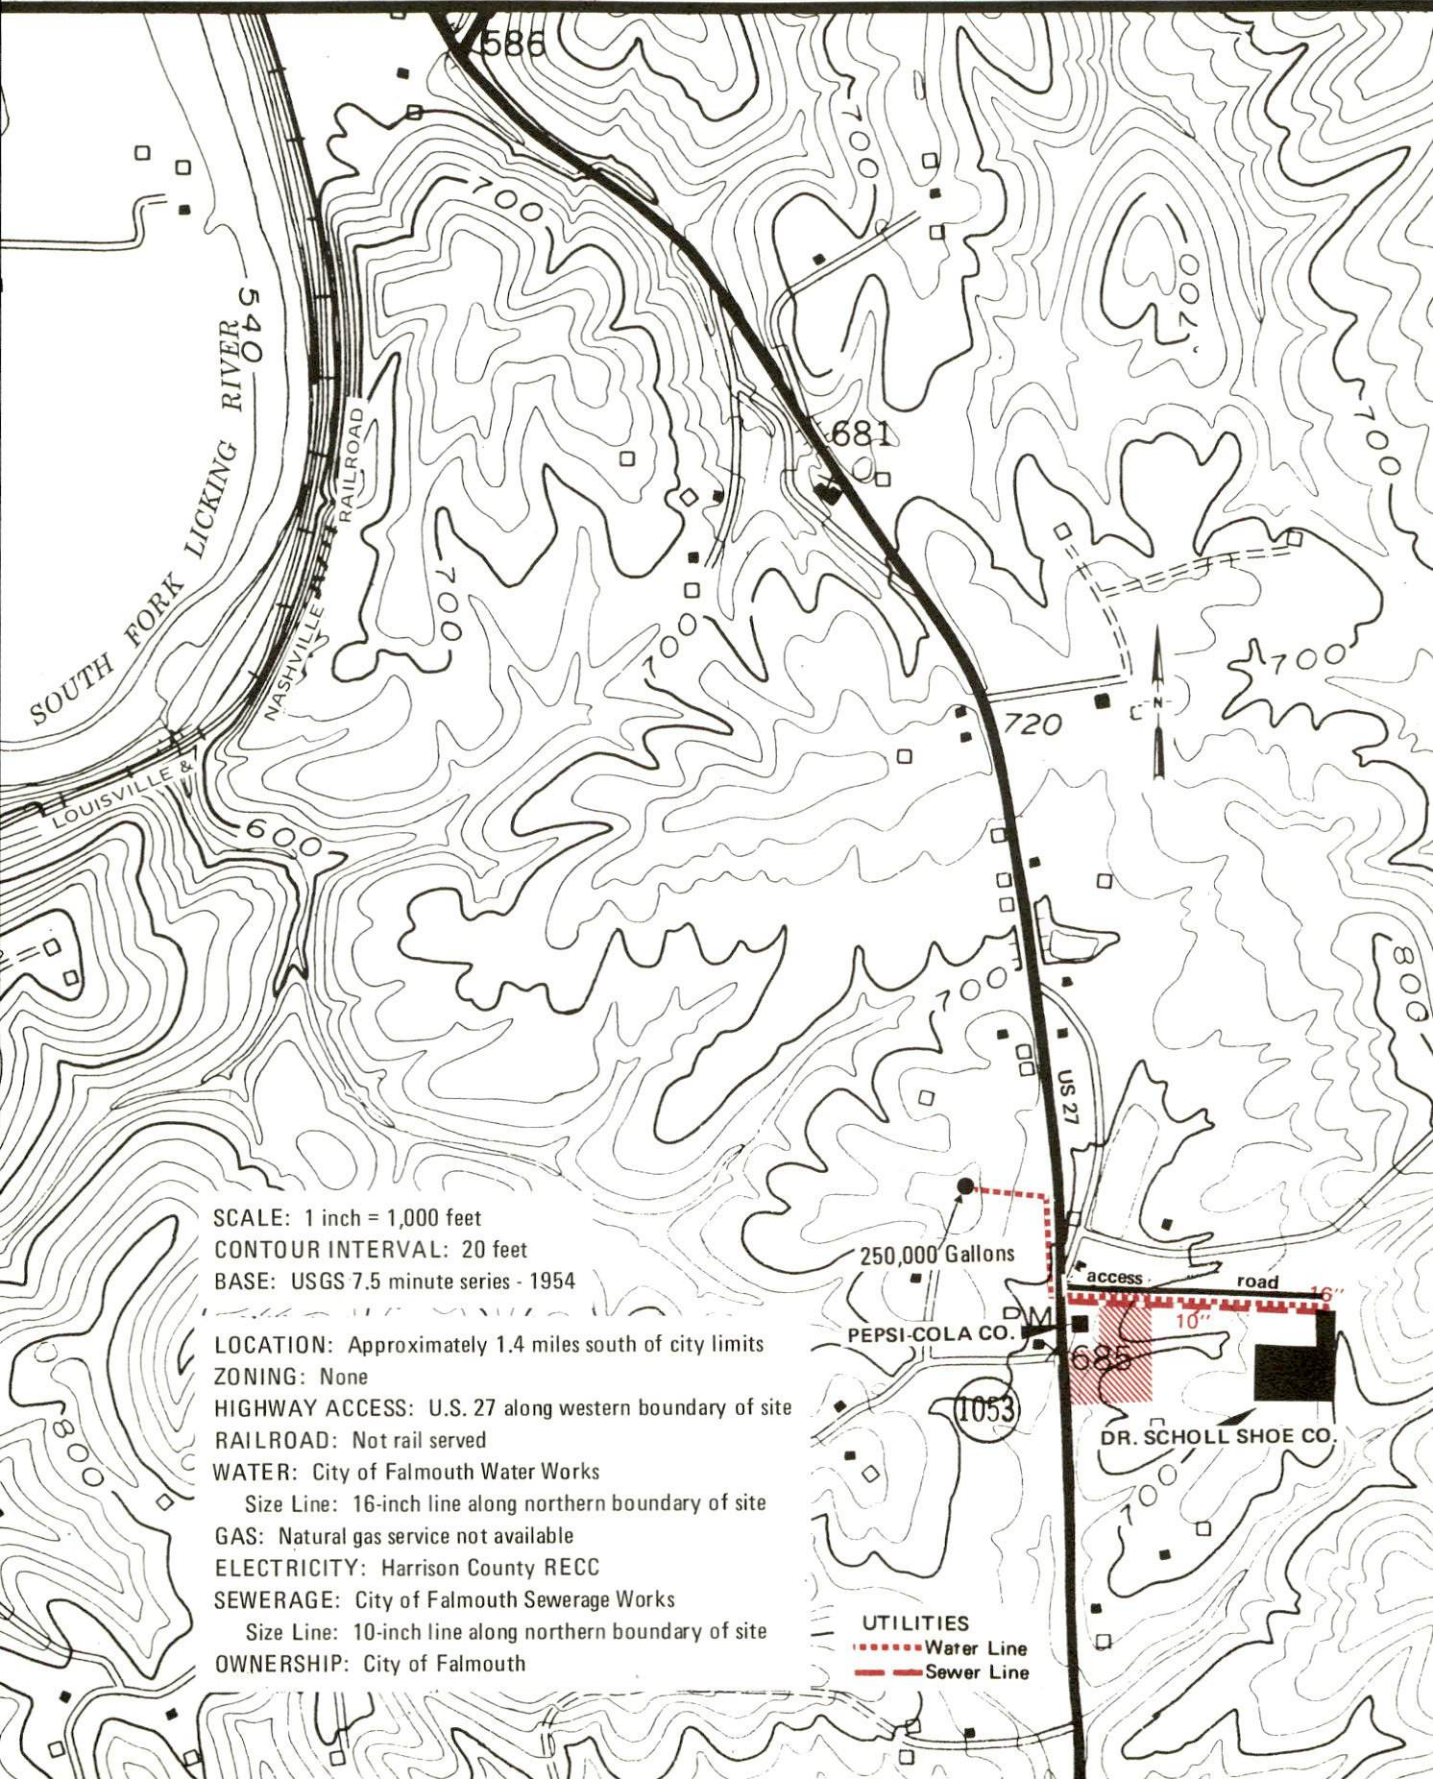 586
700
700
540
SOUTH FORK LICKING RIVER
700
681
RAILROAD
700
700
700
700
NASHVILLE
N
720
LOUISVILLE &
600
800
700
US 27
SCALE: 1 inch = 1,000 feet
CONTOUR INTERVAL: 20 feet
BASE: USGS 7.5 minute series - 1954
250,000 Gallons
access road
16"
10"
BM
PEPSI-COLA CO.
685
LOCATION: Approximately 1.4 miles south of city limits
ZONING: None
HIGHWAY ACCESS: U.S. 27 along western boundary of site
RAILROAD: Not rail served
WATER: City of Falmouth Water Works
Size Line: 16-inch line along northern boundary of site
GAS: Natural gas service not available
ELECTRICITY: Harrison County RECC
SEWERAGE: City of Falmouth Sewerage Works
Size Line: 10-inch line along northern boundary of site
OWNERSHIP: City of Falmouth
800
1053
DR. SCHOLL SHOE CO.
700
UTILITIES
Water Line
Sewer Line